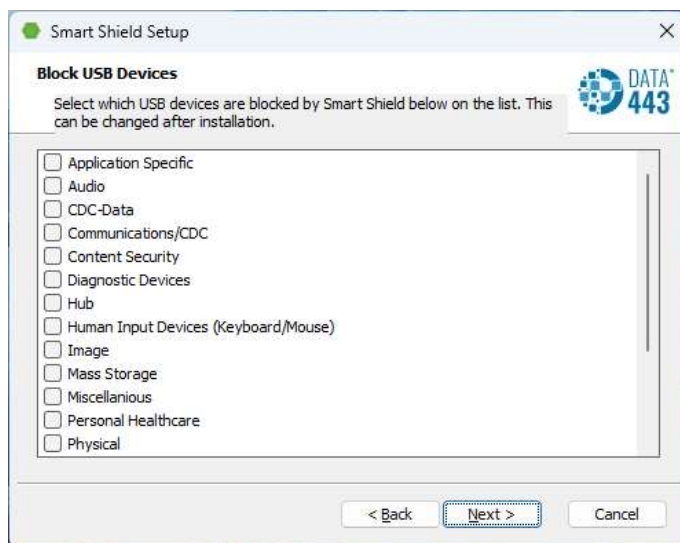 Smart Shield Setup
Block USB Devices
Select which USB devices are blocked by Smart Shield below on the list. This
can be changed after installation.
DATA
443
Application Specific
Audio
CDC-Data
Communications/CDC
Content Security
Diagnostic Devices
Hub
Human Input Devices (Keyboard/Mouse)
Image
Mass Storage
Miscellanious
Personal Healthcare
Physical
< Back
Next >
Cancel